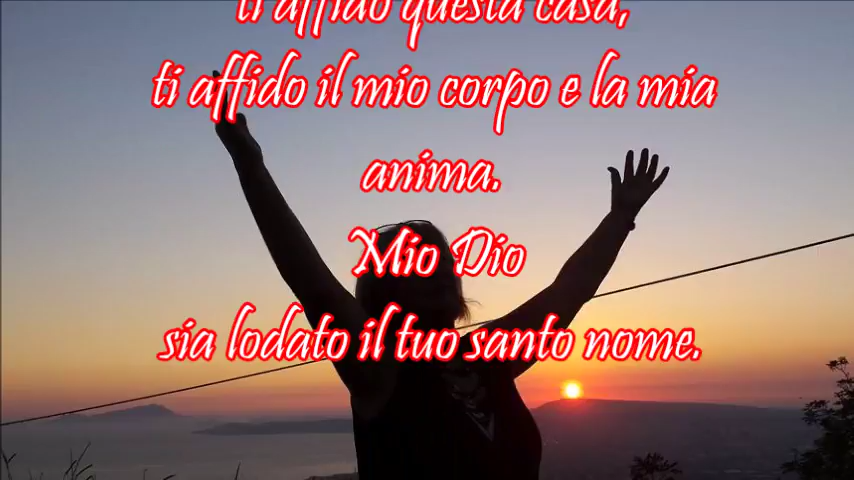 ti affido questa casa,
ti affido il mio corpo e la mia
anima.
Mio Dio
sia lodato il tuo santo nome.